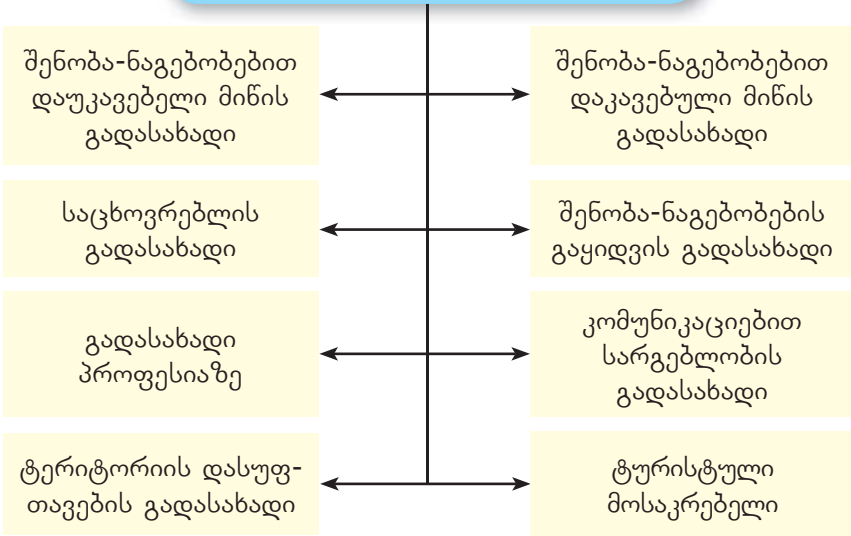 შენობა-ნაგებობებით
დაუკავებელი მიწის
გადასახადი
შენობა-ნაგებობებით
დაკავებული მიწის
გადასახადი
საცხოვრებლის
გადასახადი
შენობა-ნაგებობების
გაყიდვის გადასახადი
გადასახადი
პროფესიაზე
კომუნიკაციებით
სარგებლობის
გადასახადი
ტერიტორიის დასუფ-
თავების გადასახადი
ტურისტული
მოსაკრებელი